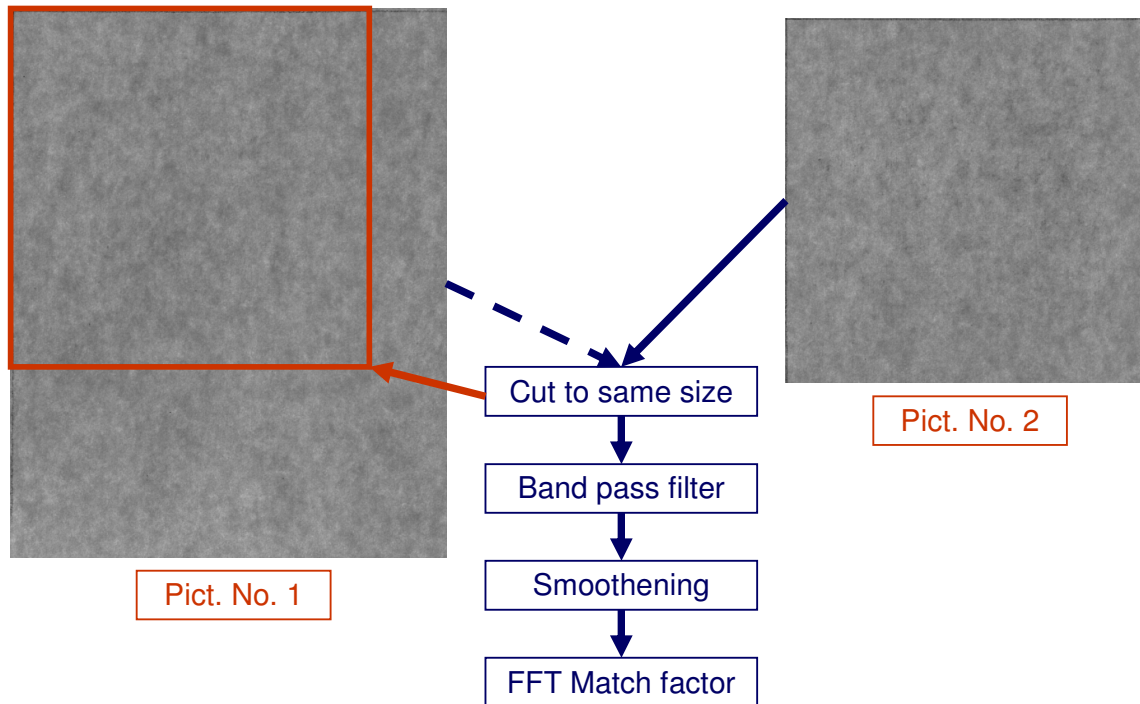 Cut to same size
Pict. No. 2
Band pass filter
Smoothening
Pict. No. 1
FFT Match factor